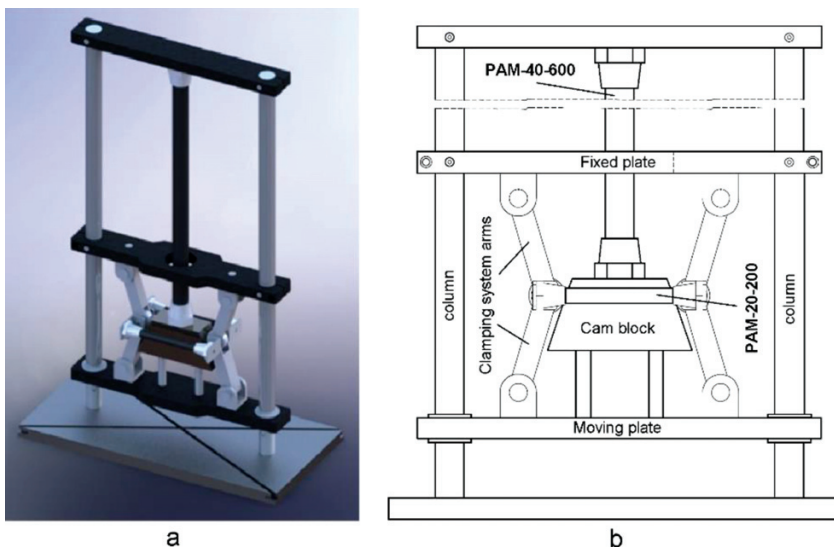 PAM-40-600
Fixed plate
Clamping system arms
column
PAM-20-200
column
Cam block
Moving plate
a
b